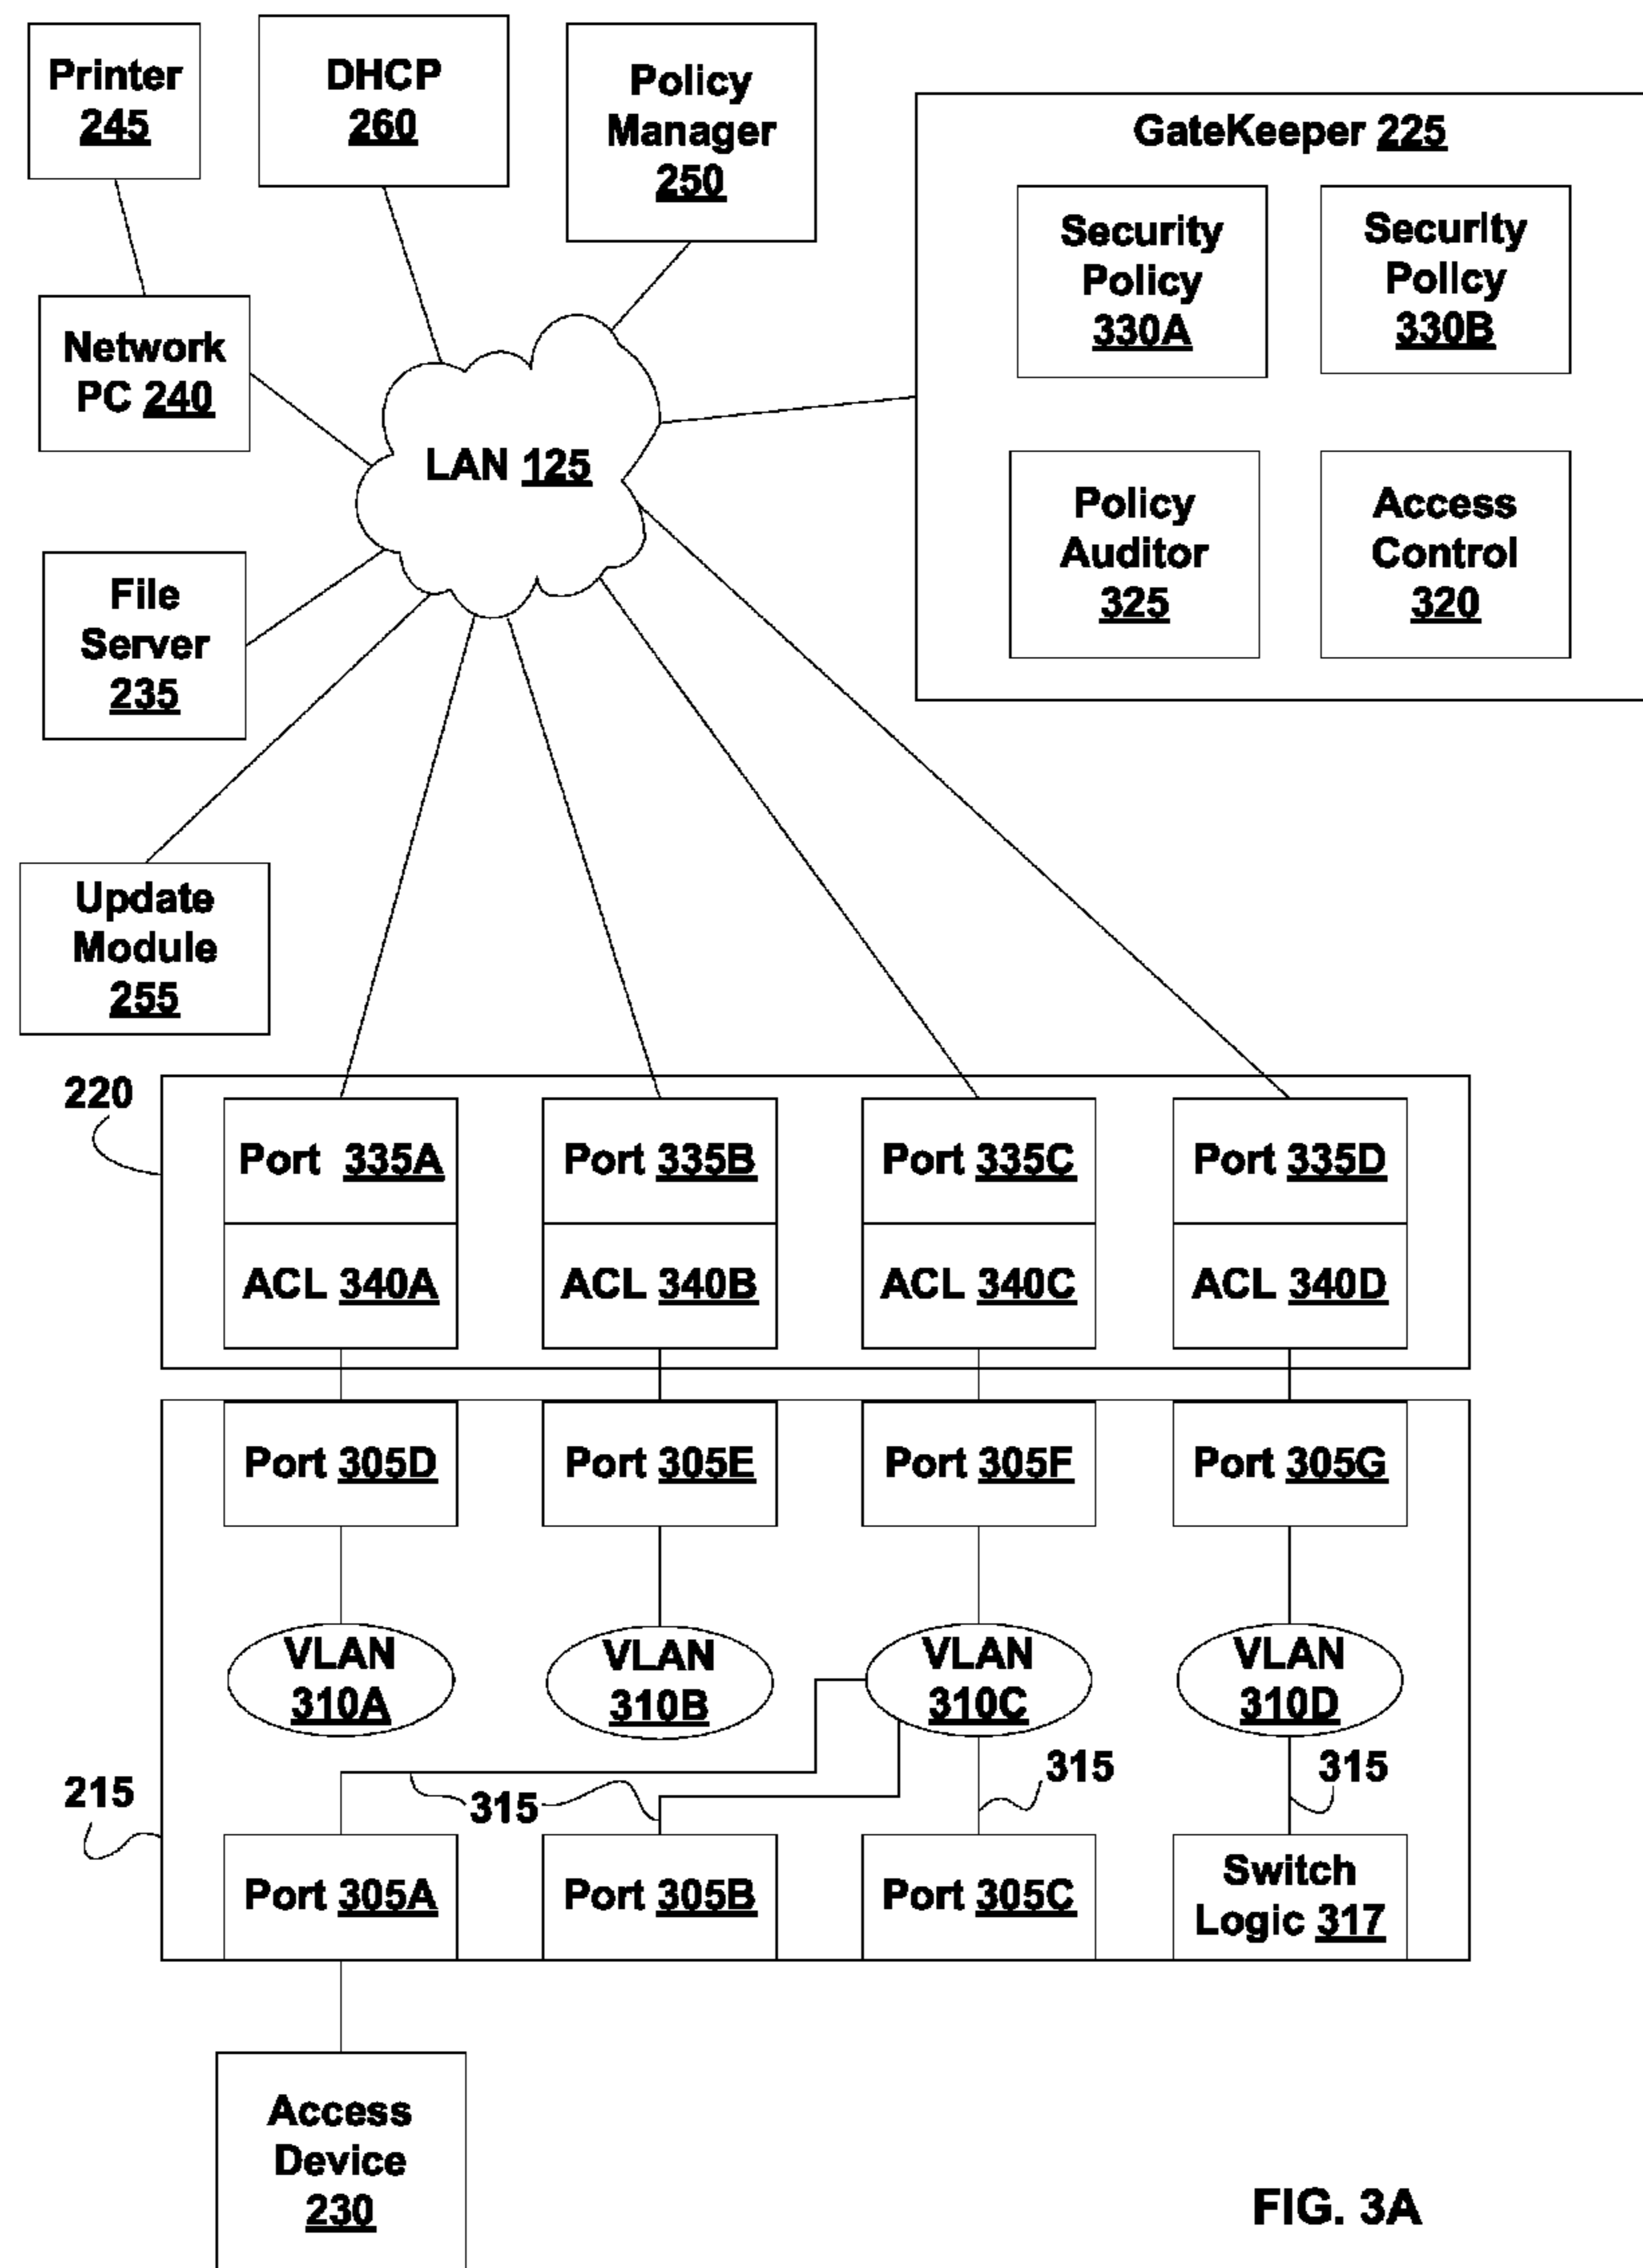 Printer
245
DHCP
260
Policy
Manager
250
GateKeeper 225
Security
Policy
330A
Security
Policy
330B
Network
PC 240
LAN 125
Policy
Auditor
325
Access
Control
320
File
Server
235
Update
Module
255
220
Port 335A
Port 335B
Port 335C
Port 335D
ACL 340A
ACL 340B
ACL 340C
ACL 340D
Port 305D
Port 305E
Port 305F
Port 305G
VLAN
310A
VLAN
310B
VLAN
310C
VLAN
310D
215
315
315
315
Port 305A
Port 305B
Port 305C
Switch
Logic 317
Access
Device
230
FIG. 3A